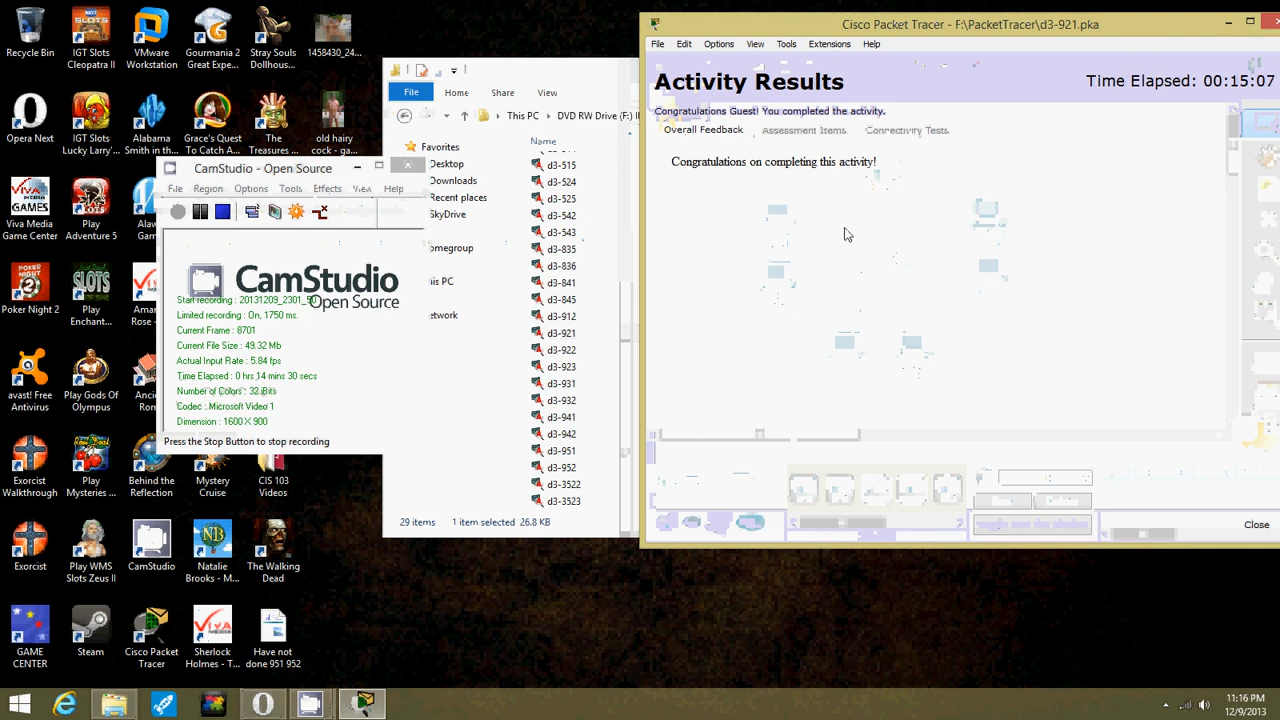 Recycle Bin
IGT Slots
Cleopatra II
VMware
Workstation
Gourmania 2
Great Expe...
Stray Souls
Dollhous...
1458430_24...
Opera Next
IGT Slots
Lucky Larry'...
Alabama
Smith in the...
Grace's Quest
To The ...
The
Treasures ...
old hairy
cock - ga...
Viva Media
Game Center
Play
Adventure 5
Poker Night 2
Play
Enchant...
avast! Free
Antivirus
Play Gods Of
Olympus
Exorcist
Walkthrough
Play
Mysteries ...
Behind the
Reflection
Mystery
Cruise
CIS 103
Videos
Exorcist
Play WMS
Slots Zeus II
CamStudio
Natalie
Brooks - M...
The Walking
Dead
GAME
CENTER
Steam
Cisco Packet
Tracer
Sherlock
Holmes - T...
Have not
done 951 952
CamStudio - Open Source
File Region Options Tools Effects View Help
CamStudio
Open Source
Start recording : 20131209_2301_50
Limited recording : On, 1750 ms.
Current Frame : 8701
Current File Size : 49.32 Mb
Actual Input Rate : 5.84 fps
Time Elapsed : 0 hrs 14 mins 30 secs
Number of Colors : 32 Bits
Codec : Microsoft Video 1
Dimension : 1600 X 900
Press the Stop Button to stop recording
File Home Share View
This PC DVD RW Drive (F:)
Favorites
Desktop
Downloads
Recent places
SkyDrive
omegroup
his PC
etwork
Name
d3-515
d3-524
d3-525
d3-542
d3-543
d3-835
d3-836
d3-841
d3-845
d3-912
d3-921
d3-922
d3-923
d3-931
d3-932
d3-941
d3-942
d3-951
d3-952
d3-3522
d3-3523
29 items 1 item selected 26.8 KB
Cisco Packet Tracer - F:\PacketTracer\d3-921.pka
File Edit Options View Tools Extensions Help
Activity Results
Time Elapsed: 00:15:07
Congratulations Guest! You completed the activity.
Overall Feedback Assessment Items Connectivity Tests
Congratulations on completing this activity!
Close
11:16 PM
12/9/2013